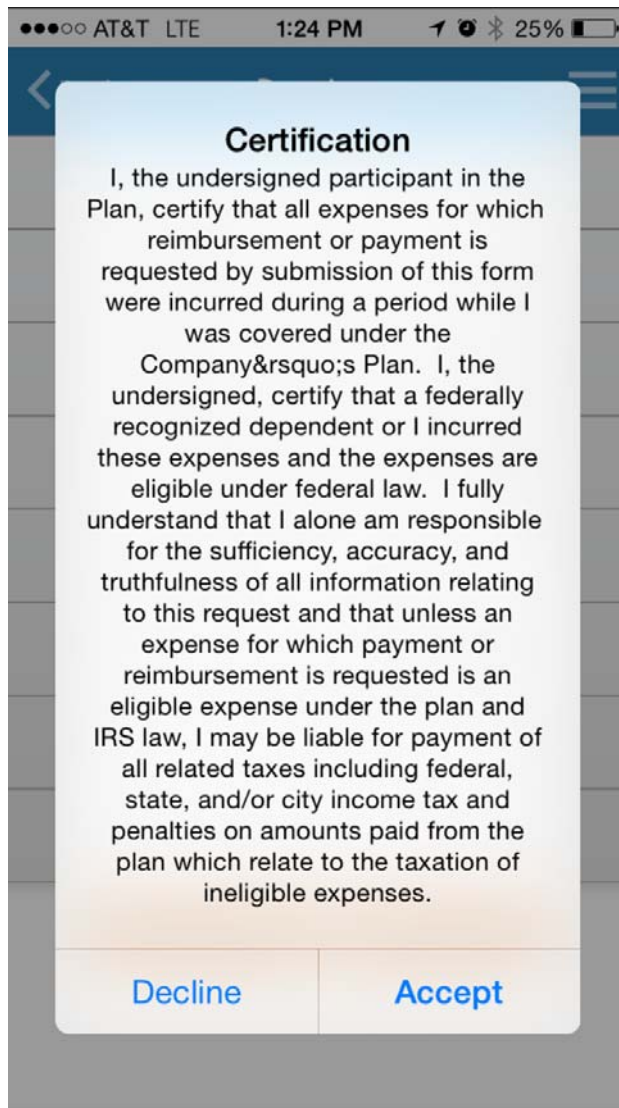 AT&T LTE 1:24 PM 25%
Certification
I, the undersigned participant in the
Plan, certify that all expenses for which
reimbursement or payment is
requested by submission of this form
were incurred during a period while I
was covered under the
Company&rsquo;s Plan.  I, the
undersigned, certify that a federally
recognized dependent or I incurred
these expenses and the expenses are
eligible under federal law.  I fully
understand that I alone am responsible
for the sufficiency, accuracy, and
truthfulness of all information relating
to this request and that unless an
expense for which payment or
reimbursement is requested is an
eligible expense under the plan and
IRS law, I may be liable for payment of
all related taxes including federal,
state, and/or city income tax and
penalties on amounts paid from the
plan which relate to the taxation of
ineligible expenses.
Decline Accept